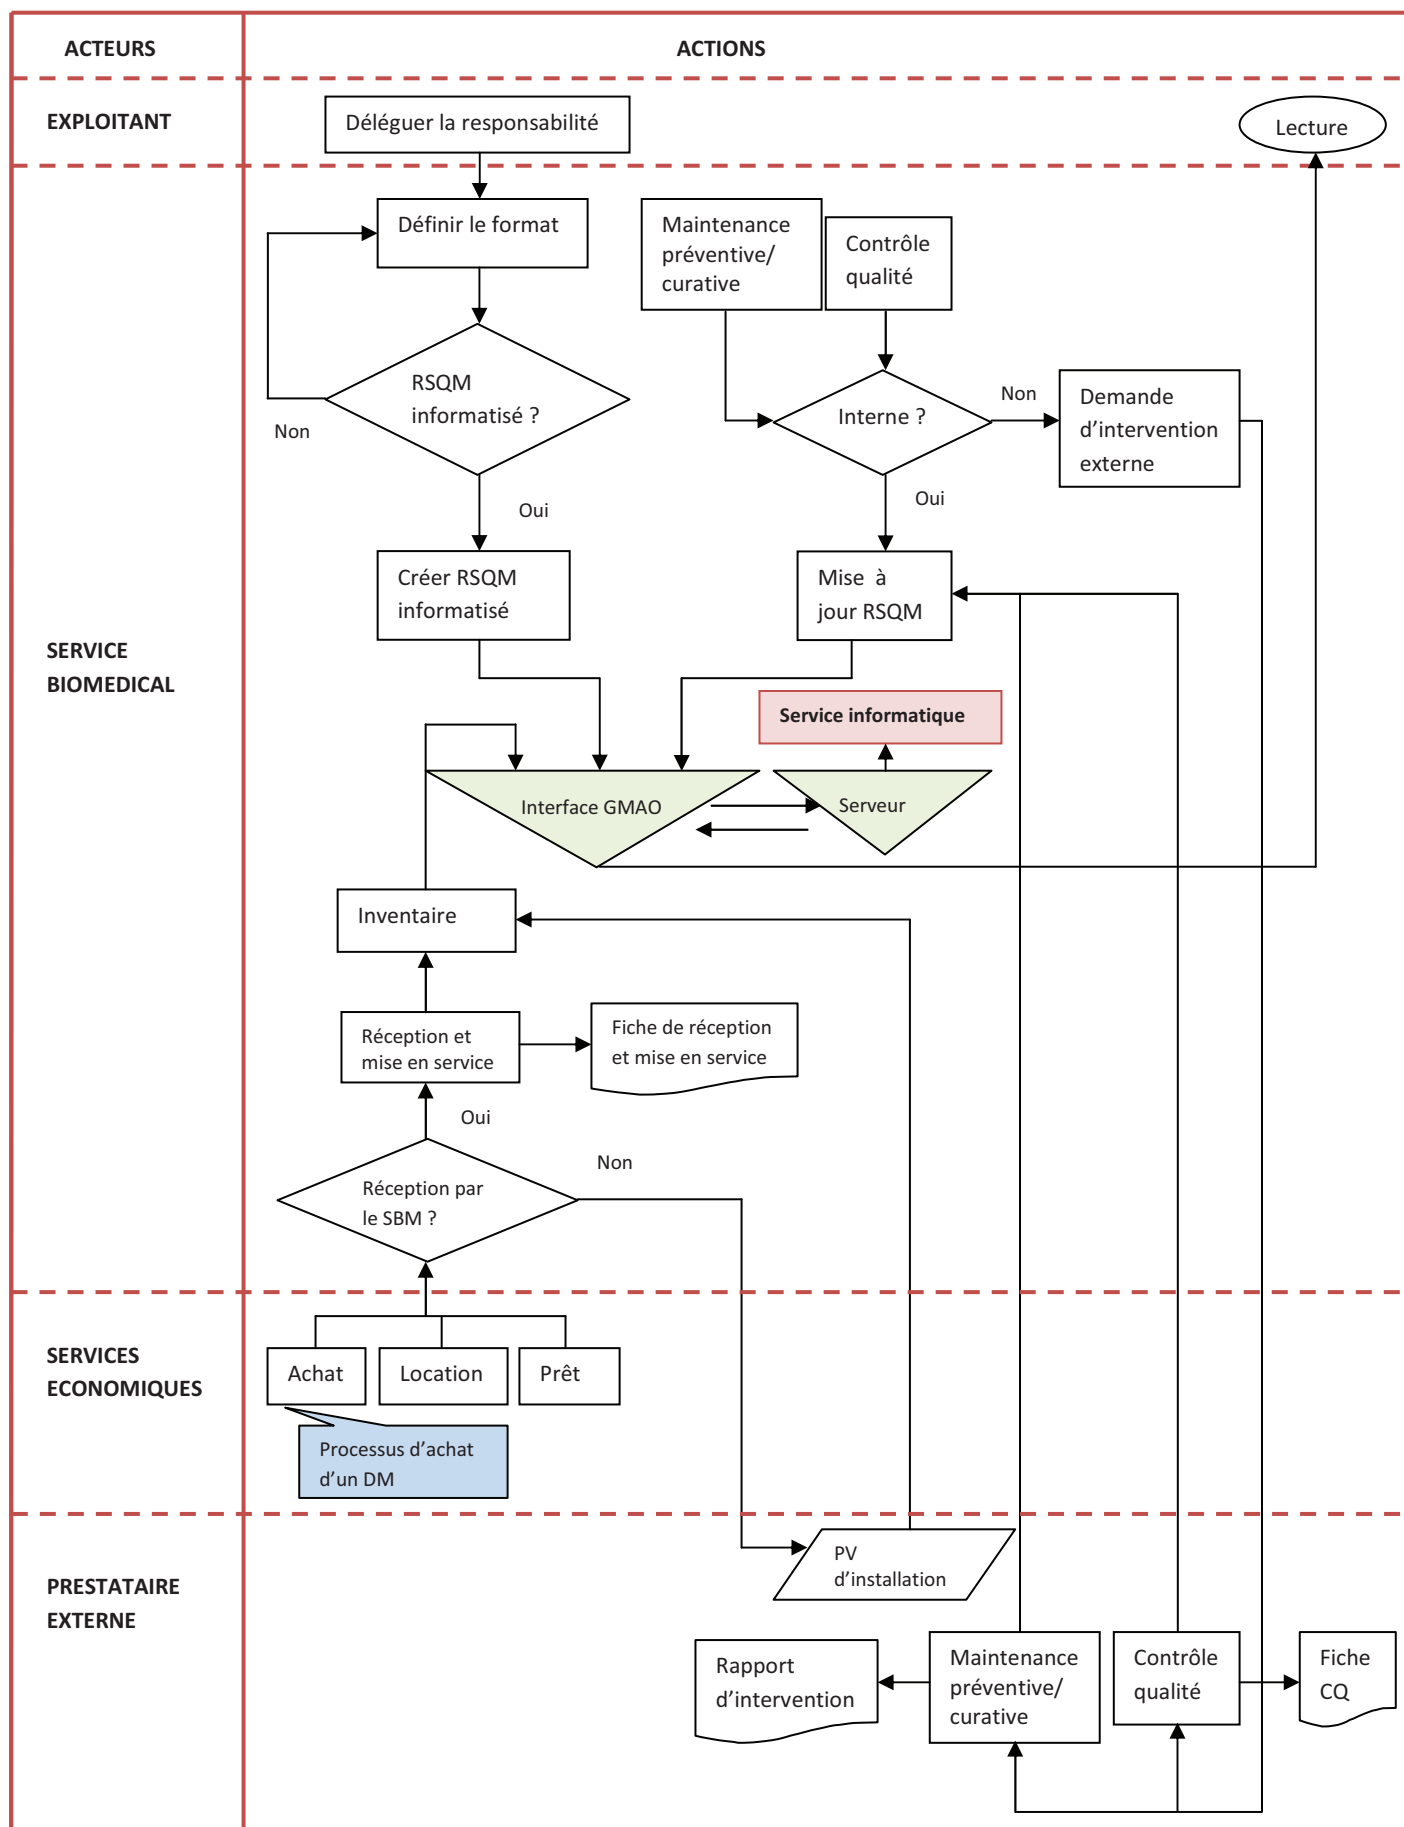 ACTEURS
ACTIONS
EXPLOITANT
Déléguer la responsabilité
Lecture
SERVICE
BIOMEDICAL
Définir le format
RSQM
informatisé ?
Non
Oui
Créer RSQM
informatisé
Maintenance
préventive/
curative
Contrôle
qualité
Interne ?
Non
Demande
d’intervention
externe
Oui
Mise à
jour RSQM
Service informatique
Interface GMAO
Serveur
Inventaire
Réception et
mise en service
Fiche de réception
et mise en service
Oui
Non
Réception par
le SBM ?
SERVICES
ECONOMIQUES
Achat
Location
Prêt
Processus d’achat
d’un DM
PRESTATAIRE
EXTERNE
PV
d’installation
Rapport
d’intervention
Maintenance
préventive/
curative
Contrôle
qualité
Fiche
CQ